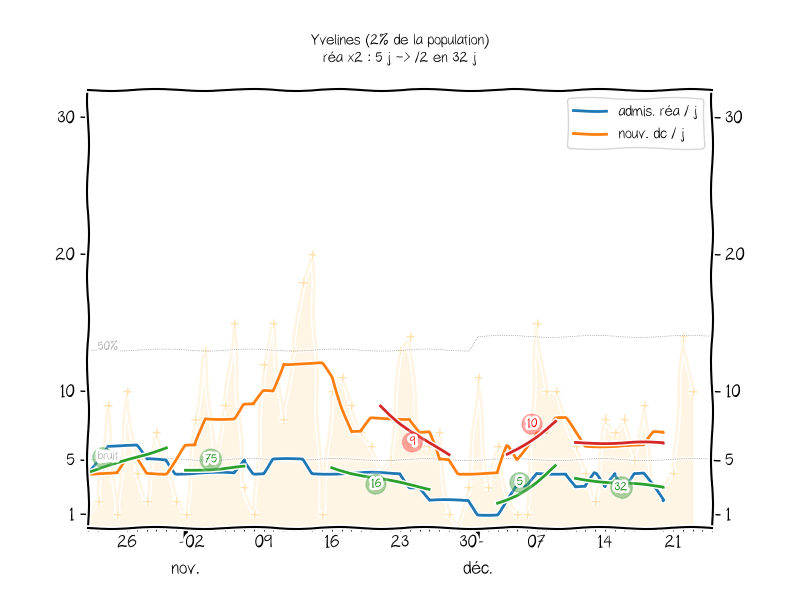 Yvelines (2% de la population)
réa x2 : 5 j -> /2 en 32 j
admis. réa / j
nouv. dc / j
30 30
20 20
50%
10 10
9 10
5 bruit 75 16 5 32 5
1 1
26 02 09 16 23 30 07 14 21
nov. déc.